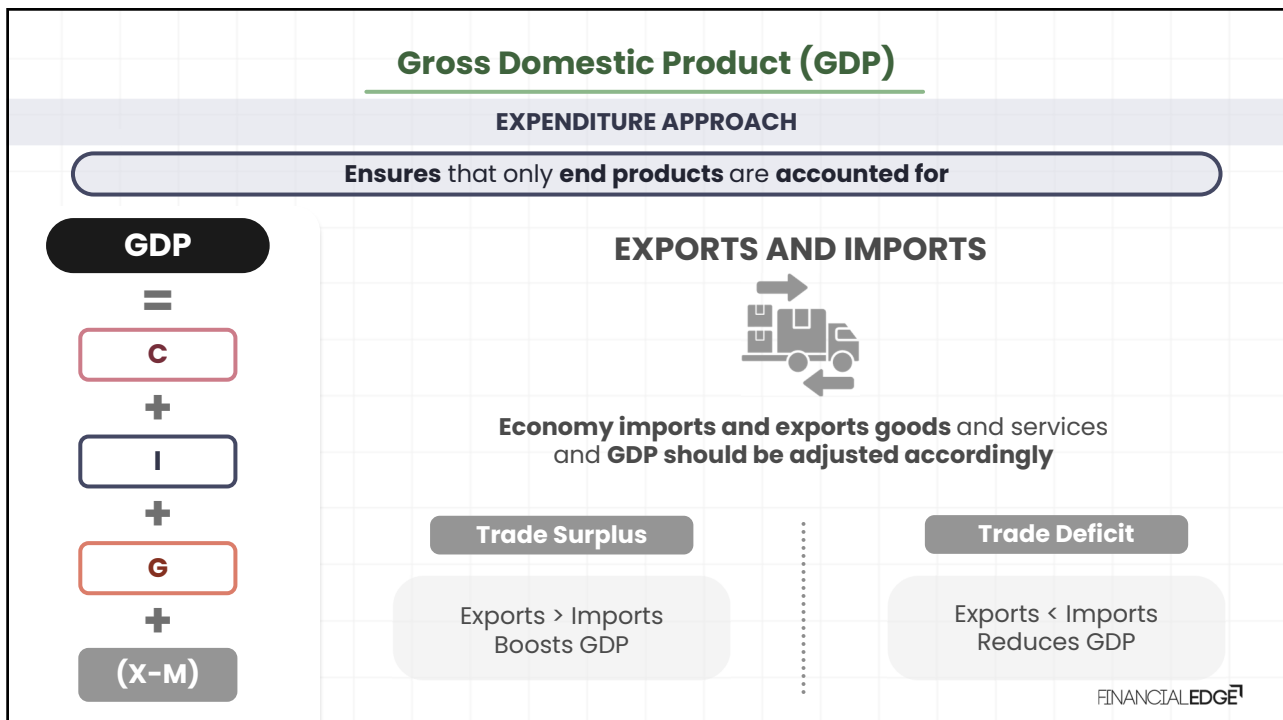 Gross Domestic Product (GDP)
EXPENDITURE APPROACH
Ensures that only end products are accounted for
GDP
=
C
+
I
+
G
+
(X-M)
EXPORTS AND IMPORTS
Economy imports and exports goods and services
and GDP should be adjusted accordingly
Trade Surplus
Exports > Imports
Boosts GDP
Trade Deficit
Exports < Imports
Reduces GDP
FINANCIALEDGE